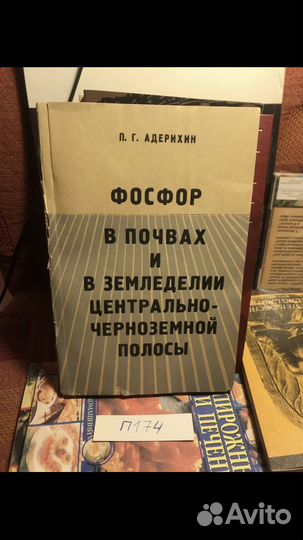 П. Г. АДЕРИХИН
ФОСФОР
В ПОЧВАХ
И
В ЗЕМЛЕДЕЛИИ
ЦЕНТРАЛЬНО-
ЧЕРНОЗЕМНОЙ
ПОЛОСЫ
П174
Avito